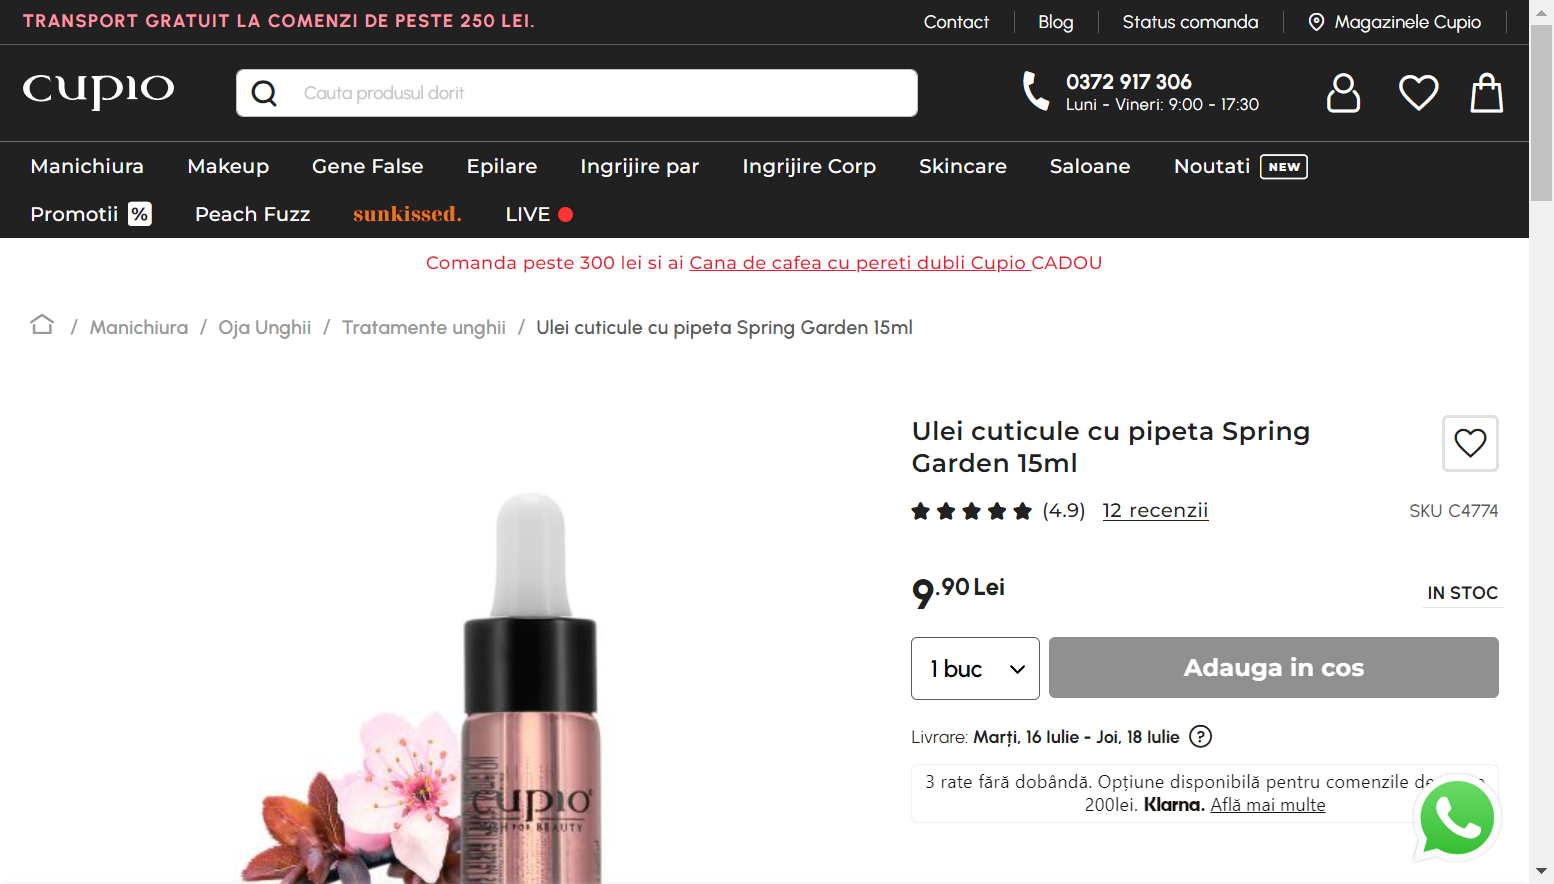 TRANSPORT GRATUIT LA COMENZI DE PESTE 250 LEI.
Contact
Blog
Status comanda
Magazinele Cupio
cupio
Cauta produsul dorit
0372 917 306
Luni - Vineri: 9:00 - 17:30
Manichiura
Makeup
Gene False
Epilare
Ingrijire par
Ingrijire Corp
Skincare
Saloane
Noutati NEW
Promotii %
Peach Fuzz
sunkissed.
LIVE
Comanda peste 300 lei si ai Cana de cafea cu pereti dubli Cupio CADOU
/ Manichiura / Oja Unghii / Tratamente unghii / Ulei cuticule cu pipeta Spring Garden 15ml
Ulei cuticule cu pipeta Spring
Garden 15ml
(4.9) 12 recenzii
SKU C4774
9.90 Lei
IN STOC
1 buc
Adauga in cos
Livrare: Marți, 16 Iulie - Joi, 18 Iulie ?
3 rate fără dobândă. Opțiune disponibilă pentru comenzile de
200lei. Klarna. Află mai multe
cupio
FOR BEAUTY